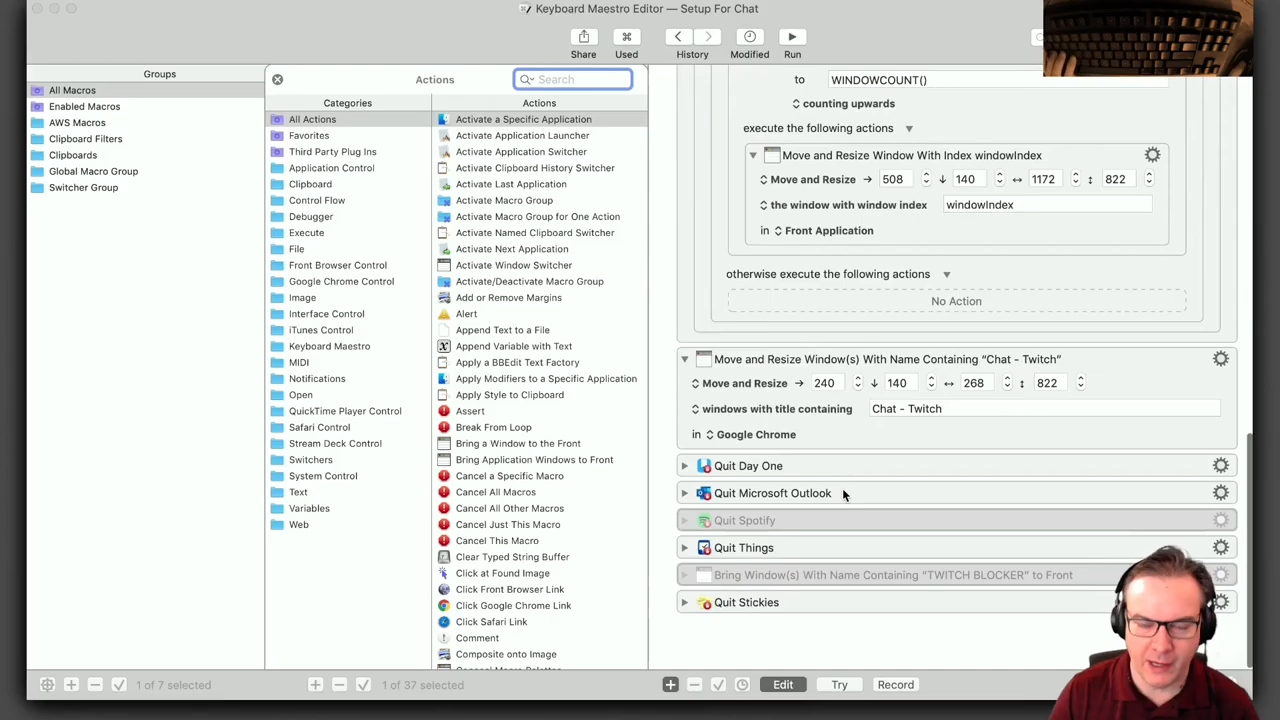 Keyboard Maestro Editor — Setup For Chat
Share
Used
History
Modified
Run
Groups
All Macros
Enabled Macros
AWS Macros
Clipboard Filters
Clipboards
Global Macro Group
Switcher Group
Actions
Search
Categories
All Actions
Favorites
Third Party Plug Ins
Application Control
Clipboard
Control Flow
Debugger
Execute
File
Front Browser Control
Google Chrome Control
Image
Interface Control
iTunes Control
Keyboard Maestro
MIDI
Notifications
Open
QuickTime Player Control
Safari Control
Stream Deck Control
Switchers
System Control
Text
Variables
Web
Actions
Activate a Specific Application
Activate Application Launcher
Activate Application Switcher
Activate Clipboard History Switcher
Activate Last Application
Activate Macro Group
Activate Macro Group for One Action
Activate Named Clipboard Switcher
Activate Next Application
Activate Window Switcher
Activate/Deactivate Macro Group
Add or Remove Margins
Alert
Append Text to a File
Append Variable with Text
Apply a BBEdit Text Factory
Apply Modifiers to a Specific Application
Apply Style to Clipboard
Assert
Break From Loop
Bring a Window to the Front
Bring Application Windows to Front
Cancel a Specific Macro
Cancel All Macros
Cancel All Other Macros
Cancel Just This Macro
Cancel This Macro
Clear Typed String Buffer
Click at Found Image
Click Front Browser Link
Click Google Chrome Link
Click Safari Link
Comment
Composite onto Image
to WINDOWCOUNT()
counting upwards
execute the following actions
Move and Resize Window With Index windowIndex
Move and Resize → 508 ↓ 140 ↔ 1172 ↕ 822
the window with window index windowIndex
in Front Application
otherwise execute the following actions
No Action
Move and Resize Window(s) With Name Containing “Chat - Twitch”
Move and Resize → 240 ↓ 140 ↔ 268 ↕ 822
windows with title containing Chat - Twitch
in Google Chrome
Quit Day One
Quit Microsoft Outlook
Quit Spotify
Quit Things
Bring Window(s) With Name Containing “TWITCH BLOCKER” to Front
Quit Stickies
1 of 7 selected
1 of 37 selected
Edit
Try
Record